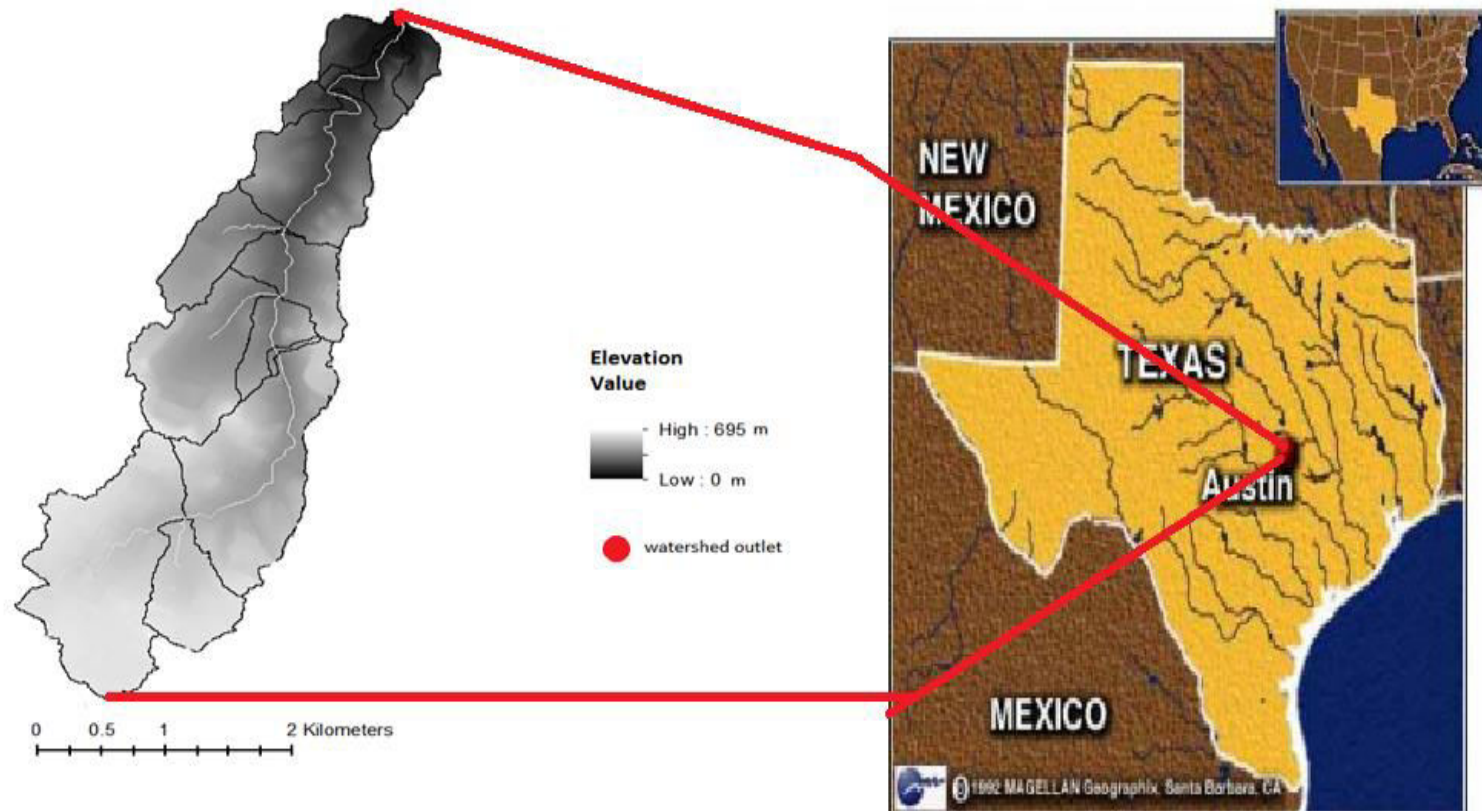 Elevation
Value
High : 695 m
Low : 0 m
watershed outlet
0 0.5 1 2 Kilometers
NEW
MEXICO
TEXAS
Austin
MEXICO
© 1992 MAGELLAN Geographix, Santa Barbara, CA